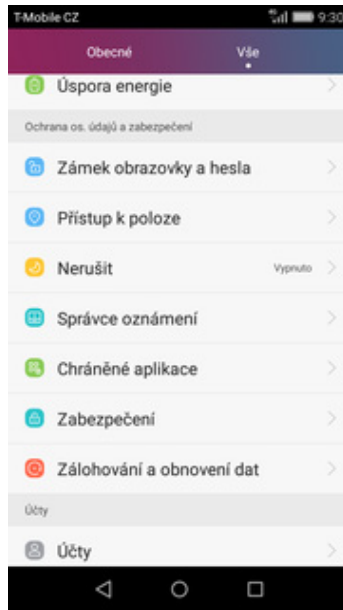 T-Mobile CZ 9:30
Obecné Vše
Úspora energie
Ochrana os. údajů a zabezpečení
Zámek obrazovky a hesla
Přístup k poloze
Nerušit Vypnuto
Správce oznámení
Chráněné aplikace
Zabezpečení
Zálohování a obnovení dat
Účty
Účty